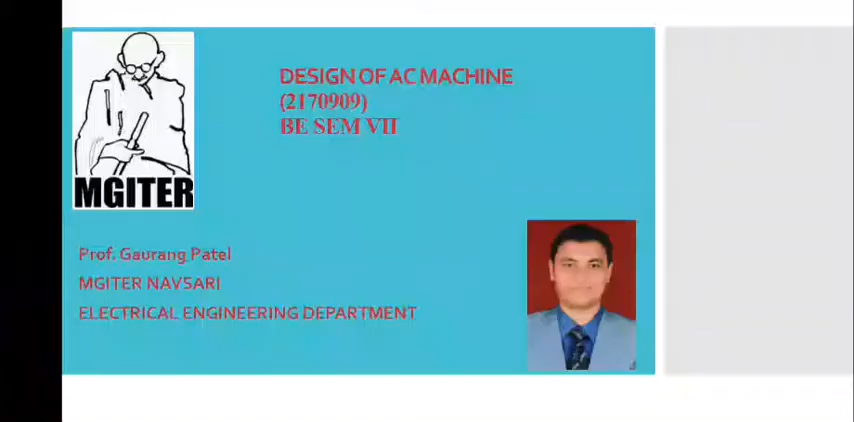 DESIGN OF AC MACHINE
(2170909)
BE SEM VII
MGITER
Prof. Gaurang Patel
MGITER NAVSARI
ELECTRICAL ENGINEERING DEPARTMENT